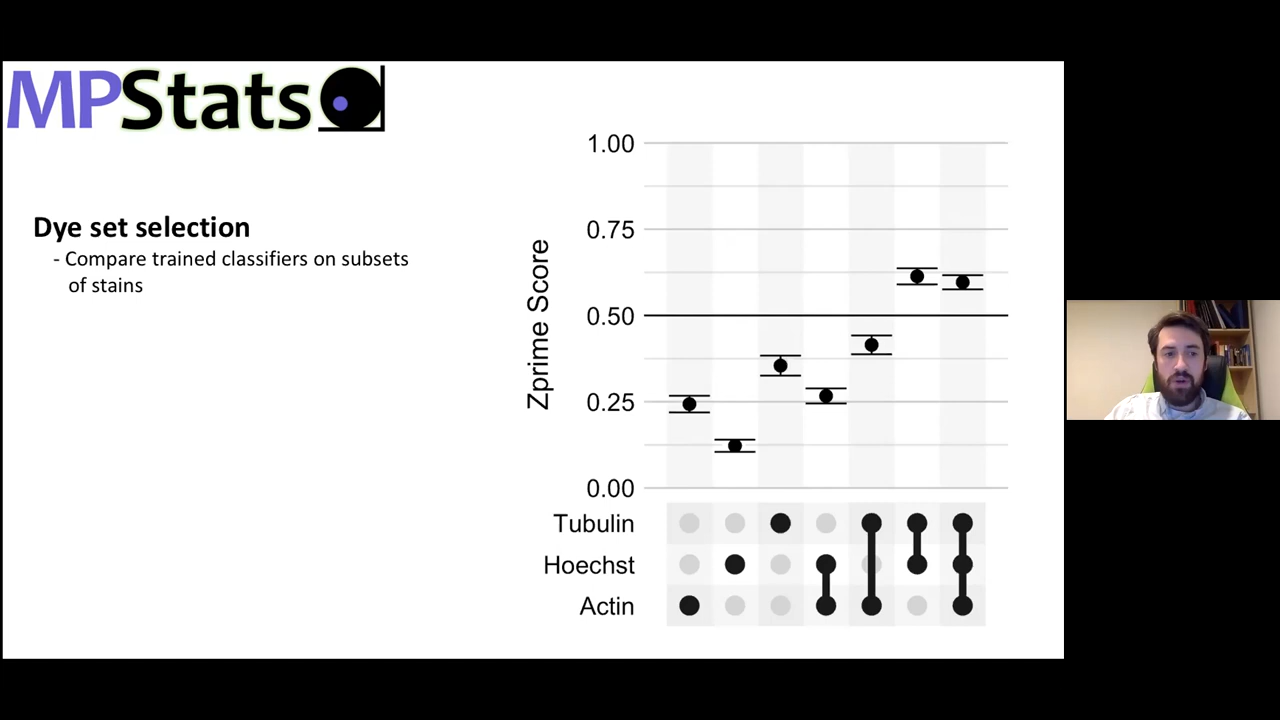 MPStats
Dye set selection
- Compare trained classifiers on subsets
of stains
Zprime Score
1.00
0.75
0.50
0.25
0.00
Tubulin
Hoechst
Actin